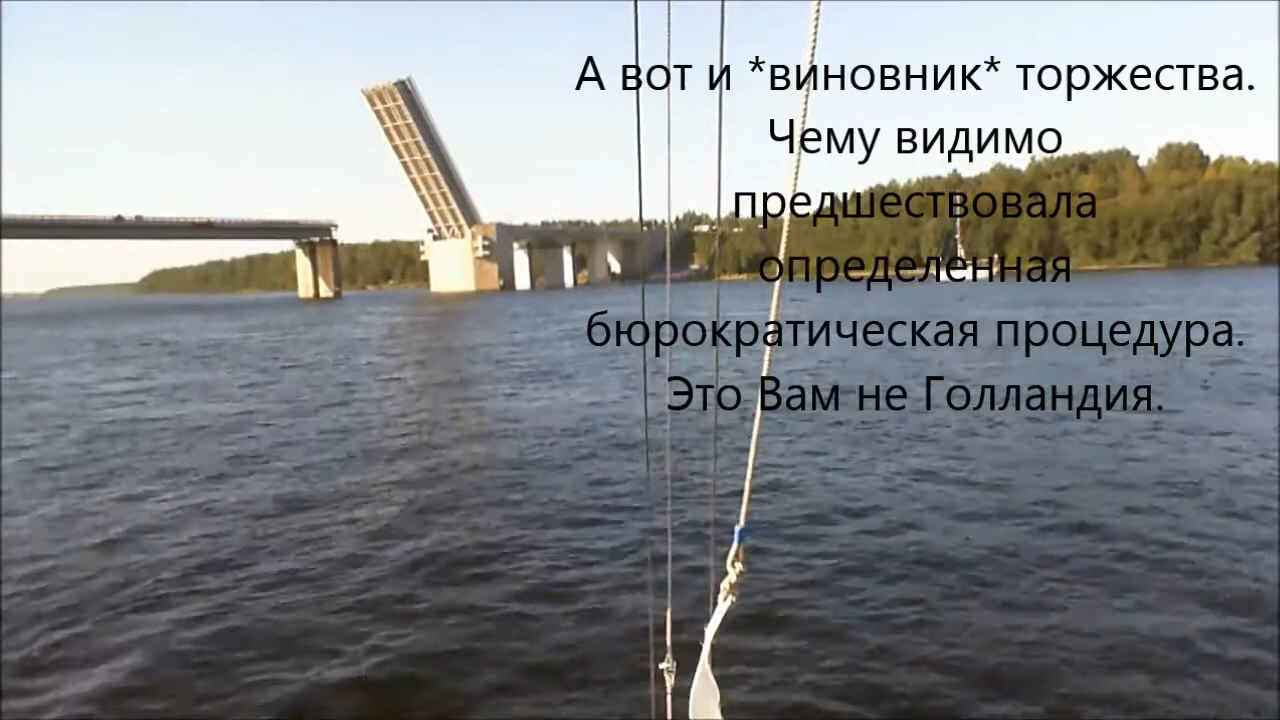 А вот и *виновник* торжества.
Чему видимо
предшествовала
определенная
бюрократическая процедура.
Это Вам не Голландия.